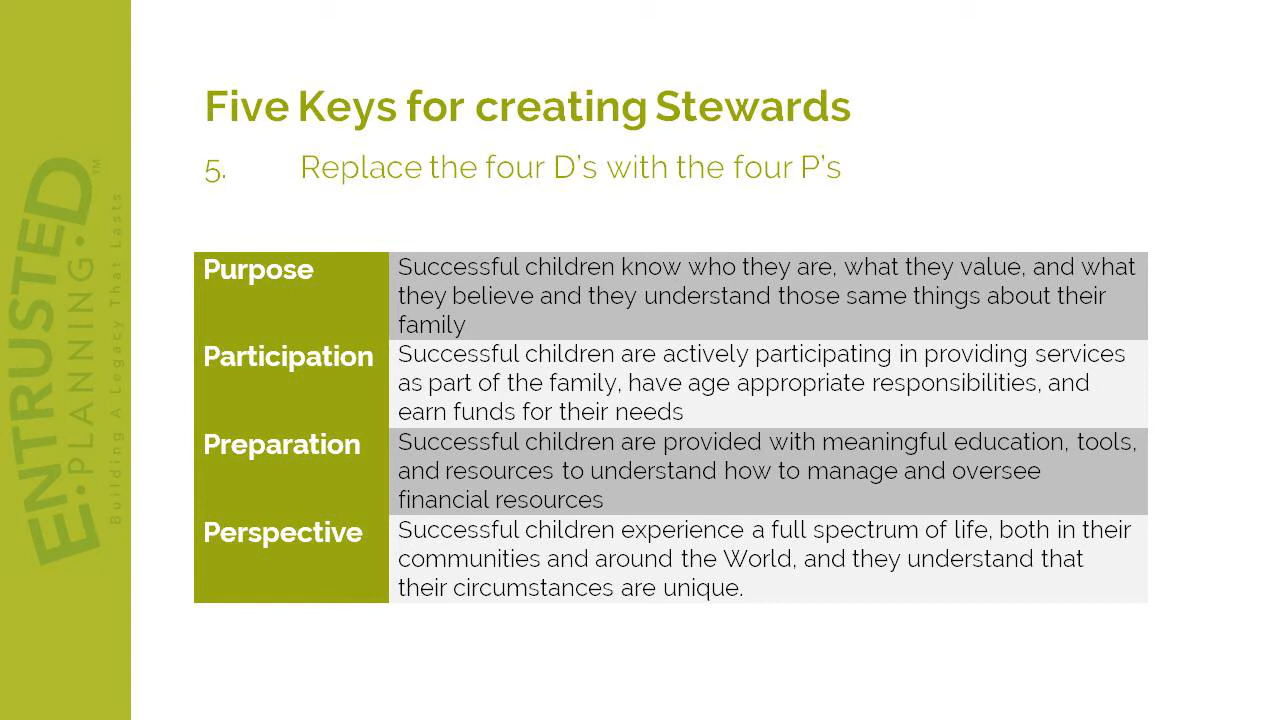 Five Keys for creating Stewards
5. Replace the four D's with the four P's
Purpose
Successful children know who they are, what they value, and what
they believe and they understand those same things about their
family
Participation
Successful children are actively participating in providing services
as part of the family, have age appropriate responsibilities, and
earn funds for their needs
Preparation
Successful children are provided with meaningful education, tools,
and resources to understand how to manage and oversee
financial resources
Perspective
Successful children experience a full spectrum of life, both in their
communities and around the World, and they understand that
their circumstances are unique.
ENTRUSTED
E•PLANNING•D™
Building A Legacy That Lasts